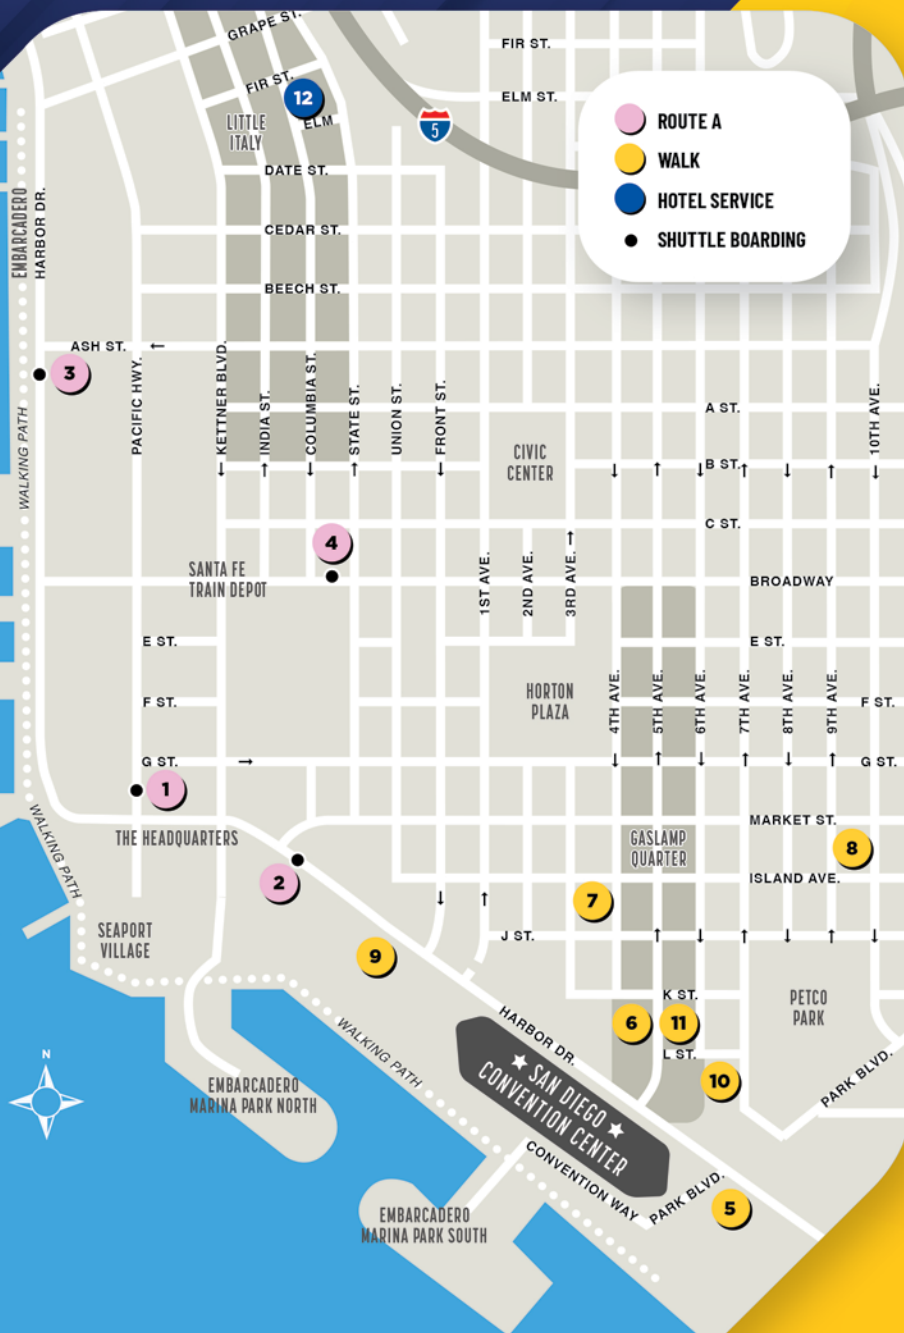 GRAPE ST.
FIR ST.
FIR ST.
12
ELM
LITTLE
ITALY
5
ELM ST.
ROUTE A
WALK
HOTEL SERVICE
SHUTTLE BOARDING
DATE ST.
EMBARCADERO
HARBOR DR.
CEDAR ST.
BEECH ST.
ASH ST.
3
PACIFIC HWY.
KETTNER BLVD.
INDIA ST.
COLUMBIA ST.
STATE ST.
UNION ST.
FRONT ST.
A ST.
10TH AVE.
WALKING PATH
CIVIC
CENTER
B ST.
C ST.
4
SANTA FE
TRAIN DEPOT
1ST AVE.
2ND AVE.
3RD AVE.
BROADWAY
E ST.
E ST.
F ST.
HORTON
PLAZA
4TH AVE.
5TH AVE.
6TH AVE.
7TH AVE.
8TH AVE.
9TH AVE.
F ST.
G ST.
G ST.
1
THE HEADQUARTERS
MARKET ST.
GASLAMP
QUARTER
8
WALKING PATH
2
ISLAND AVE.
7
SEAPORT
VILLAGE
J ST.
9
K ST.
PETCO
PARK
6
11
HARBOR DR.
L ST.
WALKING PATH
10
PARK BLVD.
N
SAN DIEGO
CONVENTION CENTER
EMBARCADERO
MARINA PARK NORTH
CONVENTION WAY
PARK BLVD.
5
EMBARCADERO
MARINA PARK SOUTH